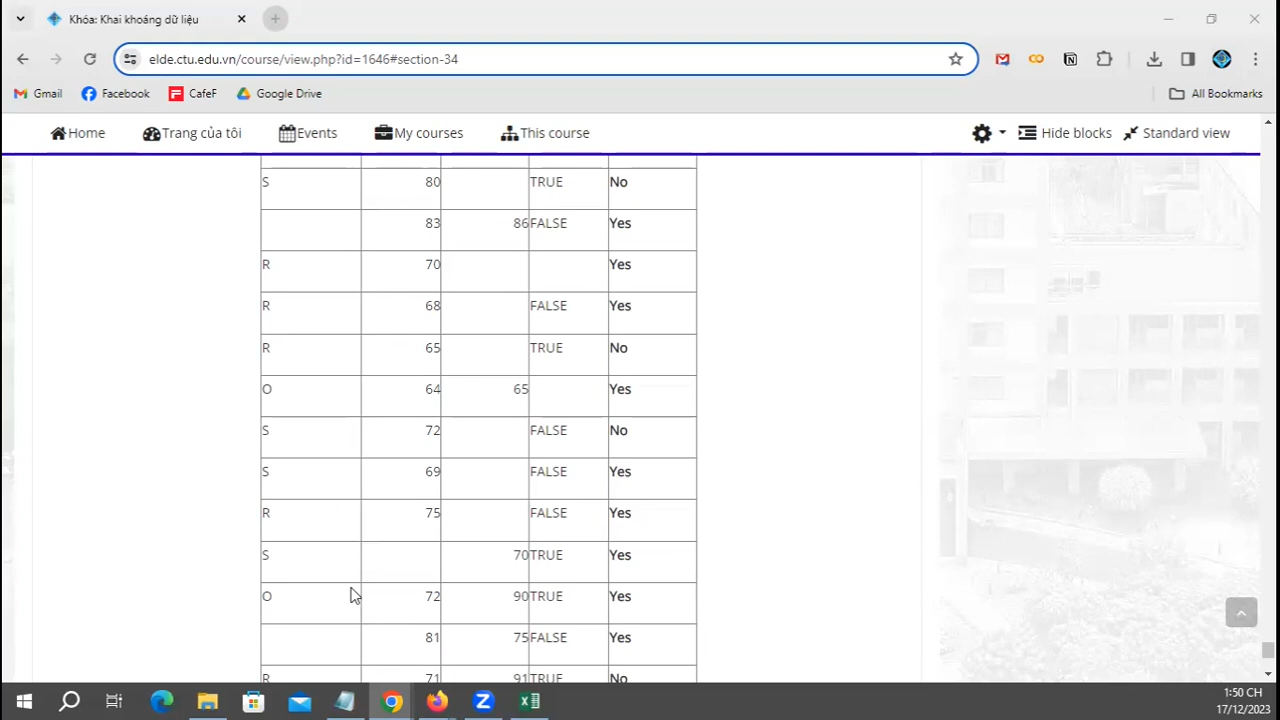 Khóa: Khai khoáng dữ liệu
elde.ctu.edu.vn/course/view.php?id=1646#section-34
Gmail Facebook CafeF Google Drive All Bookmarks
Home Trang của tôi Events My courses This course Hide blocks Standard view
S 80 TRUE No
83 86 FALSE Yes
R 70 Yes
R 68 FALSE Yes
R 65 TRUE No
O 64 65 Yes
S 72 FALSE No
S 69 FALSE Yes
R 75 FALSE Yes
S 70 TRUE Yes
O 72 90 TRUE Yes
81 75 FALSE Yes
R 71 91 TRUE No
1:50 CH
17/12/2023